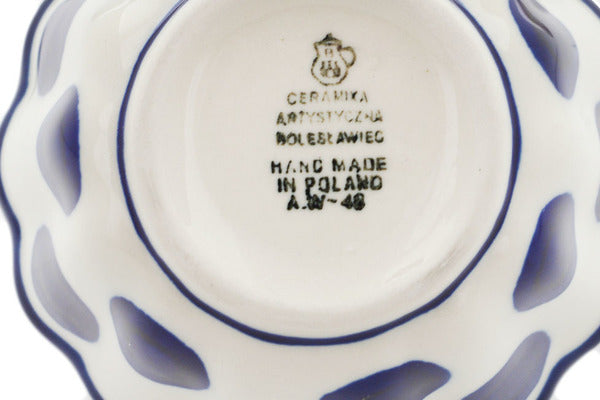 CERAMIKA
ARTYSTYCZNA
BOLESŁAWIEC
HAND MADE
IN POLAND
A.W-48